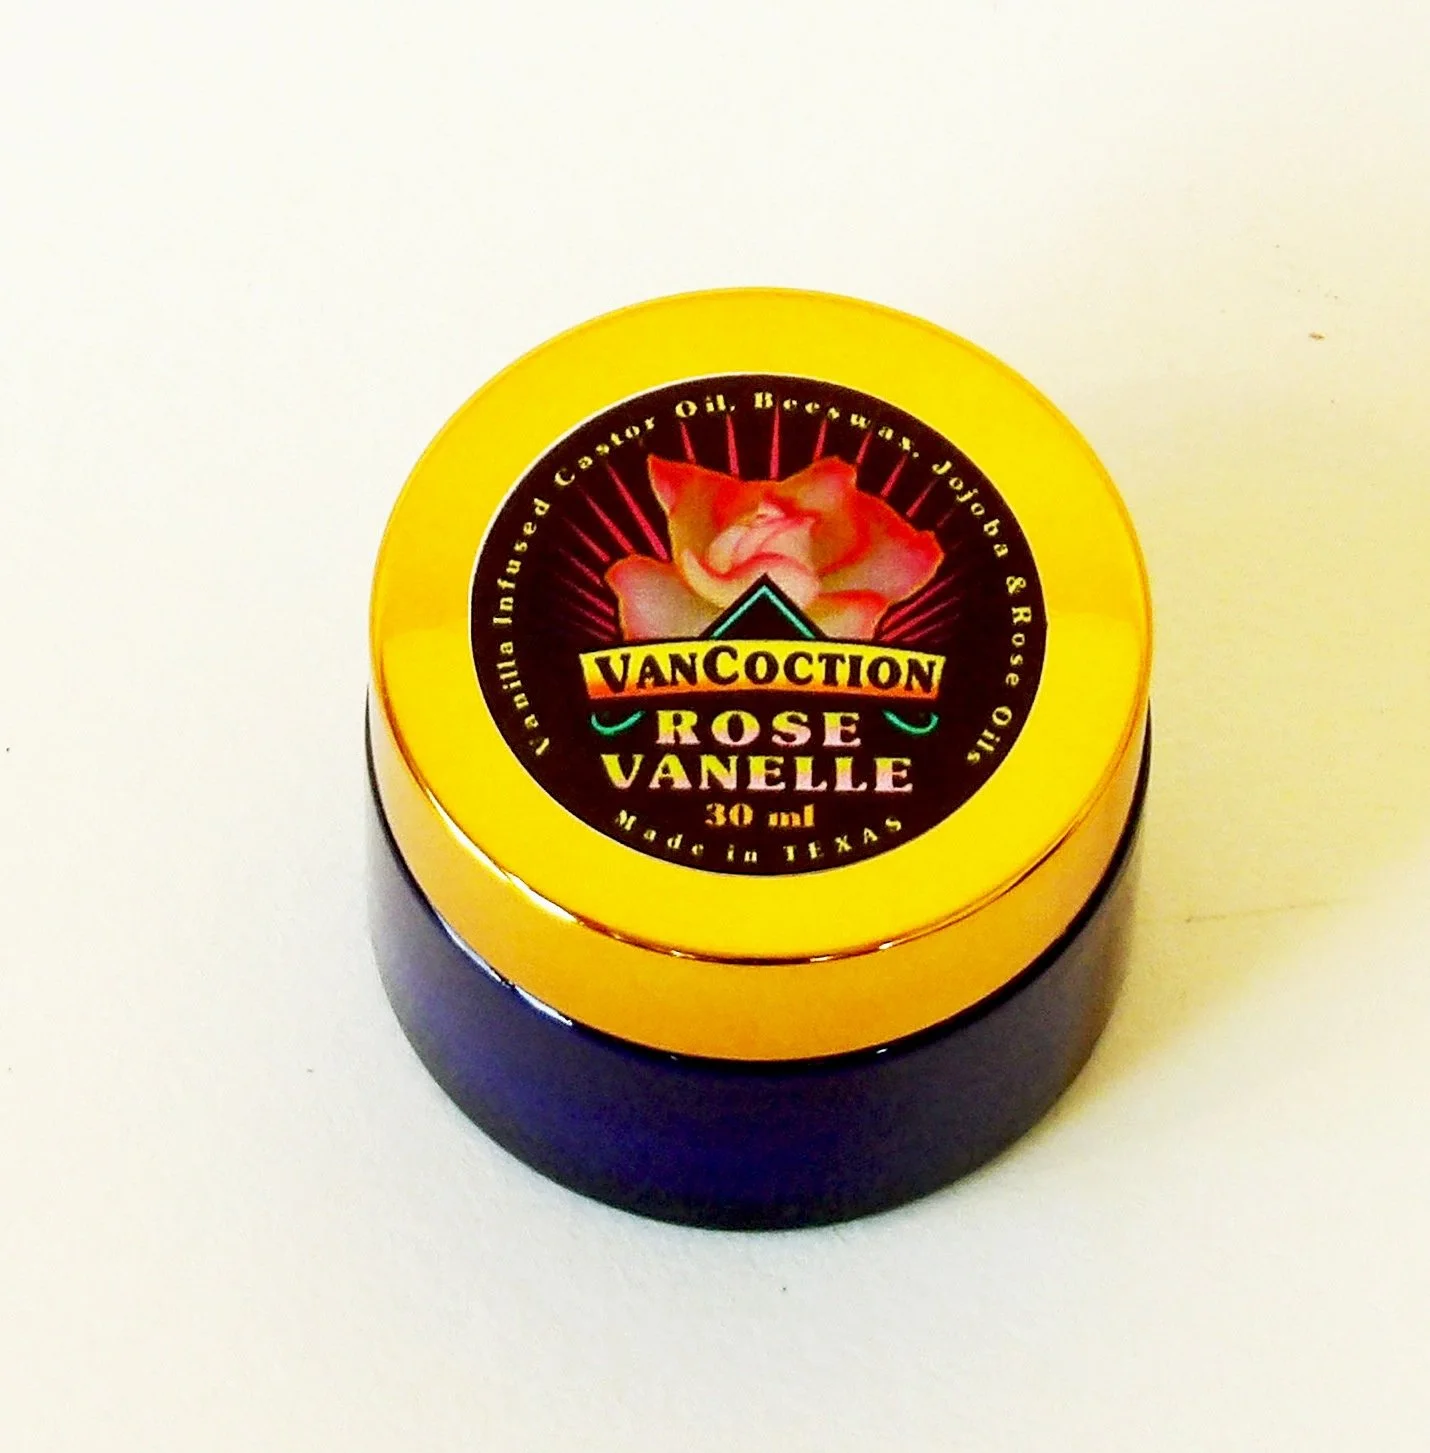 Vanilla Infused Castor Oil, Beeswax, Jojoba & Rose Oils
VANCOCTION
ROSE
VANELLE
30 ml
Made in TEXAS